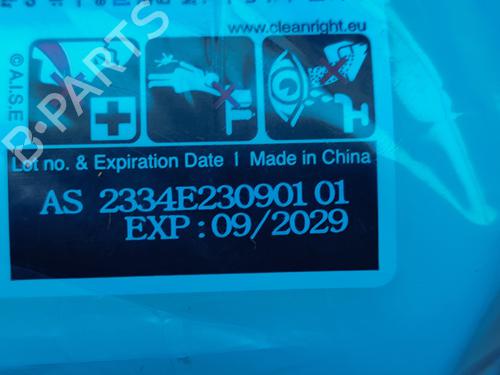 www.cleanright.eu
© A.I.S.E
B-PARTS
Lot no. & Expiration Date | Made in China
AS 2334E230901 01
EXP : 09/2029